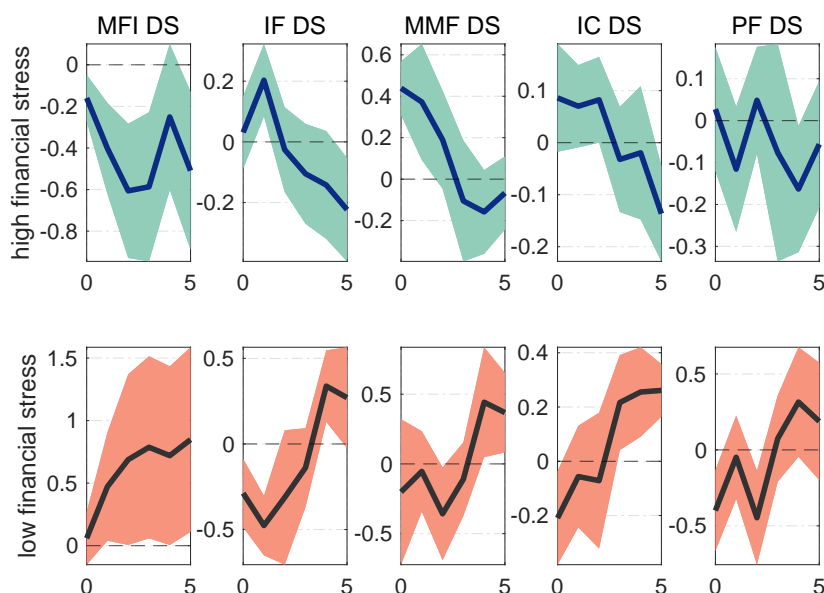 MFI DS IF DS MMF DS IC DS PF DS
high financial stress
0 -0.2 -0.4 -0.6 -0.8 0 5
0.2 0 -0.2 0 5
0.6 0.4 0.2 0 -0.2 0 5
0.1 0 -0.1 -0.2 0 5
0.1 0 -0.1 -0.2 -0.3 0 5
low financial stress
1.5 1 0.5 0 0 5
0.5 0 -0.5 0 5
0.5 0 -0.5 0 5
0.4 0.2 0 -0.2 0 5
0.5 0 -0.5 0 5